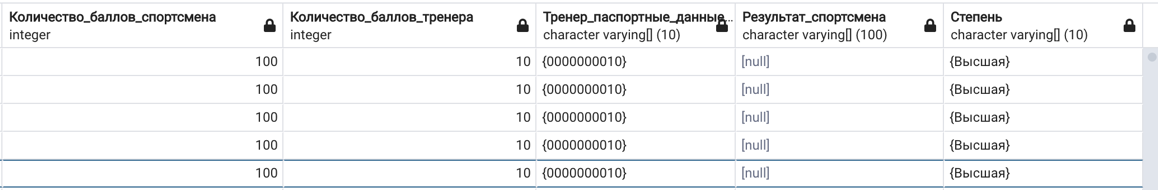 Количество_баллов_спортсмена Количество_баллов_тренера Тренер_паспортные_данные... Результат_спортсмена Степень
integer integer character varying[] (10) character varying[] (100) character varying[] (10)
100 10 {0000000010} [null] {Высшая}
100 10 {0000000010} [null] {Высшая}
100 10 {0000000010} [null] {Высшая}
100 10 {0000000010} [null] {Высшая}
100 10 {0000000010} [null] {Высшая}